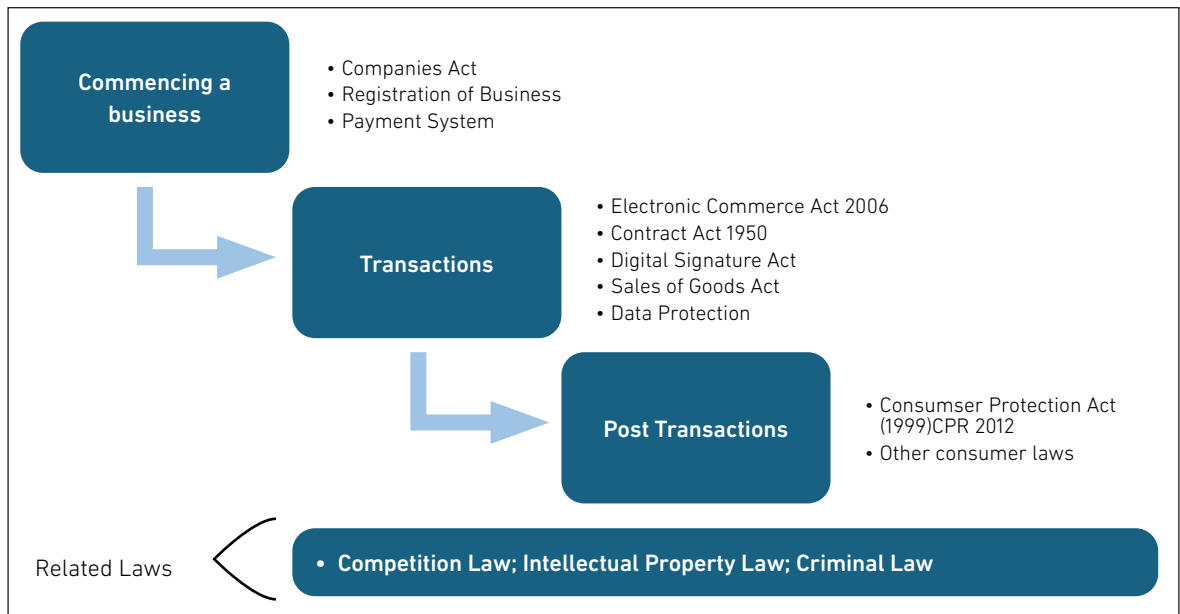 Commencing a
business
• Companies Act
• Registration of Business
• Payment System
Transactions
• Electronic Commerce Act 2006
• Contract Act 1950
• Digital Signature Act
• Sales of Goods Act
• Data Protection
Post Transactions
• Consumser Protection Act
(1999)CPR 2012
• Other consumer laws
Related Laws
• Competition Law; Intellectual Property Law; Criminal Law